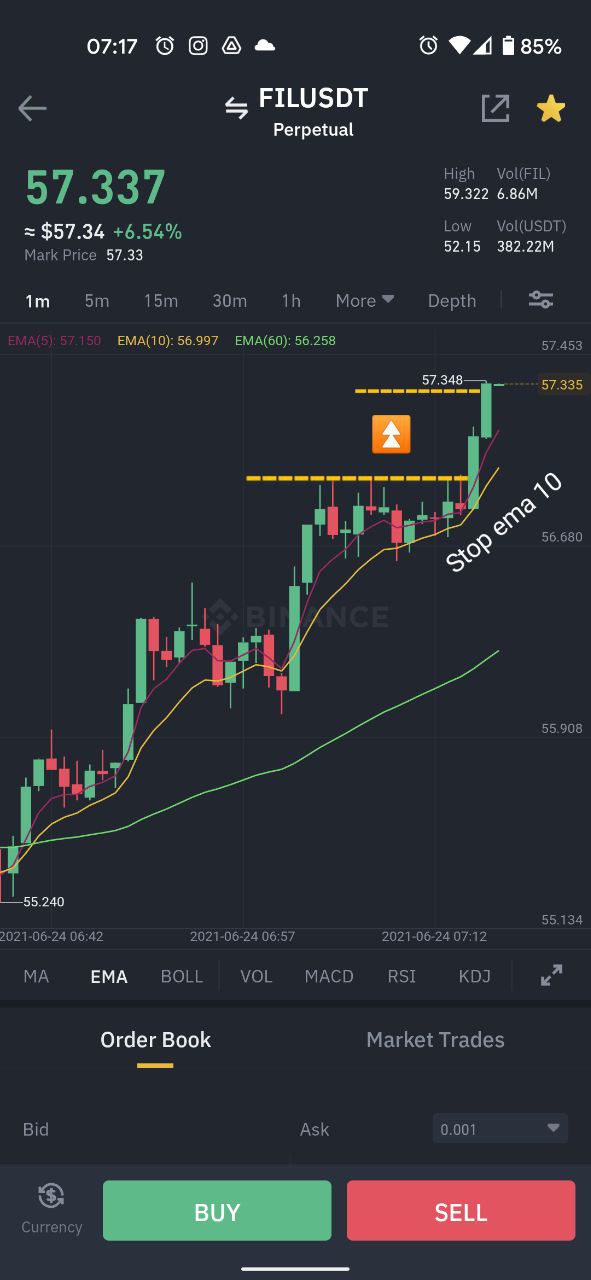 07:17
85%
FILUSDT
Perpetual
57.337
≈ $57.34 +6.54%
Mark Price 57.33
High Vol(FIL)
59.322 6.86M
Low Vol(USDT)
52.15 382.22M
1m 5m 15m 30m 1h More Depth
EMA(5): 57.150 EMA(10): 56.997 EMA(60): 56.258
57.453
57.348
57.335
Stop ema 10
56.680
BINANCE
55.908
55.240
55.134
2021-06-24 06:42 2021-06-24 06:57 2021-06-24 07:12
MA EMA BOLL VOL MACD RSI KDJ
Order Book Market Trades
Bid Ask 0.001
Currency BUY SELL